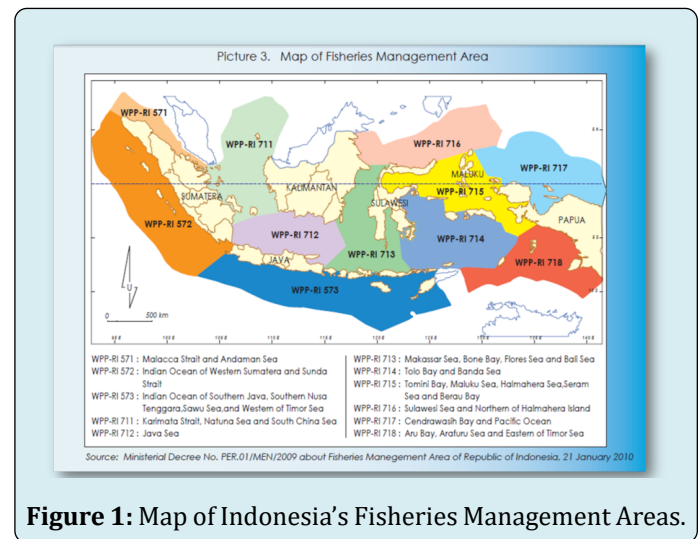 Picture 3. Map of Fisheries Management Area
WPP-RI 571
WPP-RI 711
WPP-RI 716
WPP-RI 717
MALUKU
KALIMANTAN
WPP-RI 715
SUMATERA
SULAWESI
PAPUA
WPP-RI 572
WPP-RI 712
WPP-RI 714
WPP-RI 713
JAVA
WPP-RI 718
WPP-RI 573
U
0 500 km
WPP-RI 571 : Malacca Strait and Andaman Sea
WPP-RI 572 : Indian Ocean of Western Sumatera and Sunda
Strait
WPP-RI 573 : Indian Ocean of Southern Java, Southern Nusa
Tenggara,Sawu Sea,and Western of Timor Sea
WPP-RI 711 : Karimata Strait, Natuna Sea and South China Sea
WPP-RI 712 : Java Sea
WPP-RI 713 : Makassar Sea, Bone Bay, Flores Sea and Bali Sea
WPP-RI 714 : Tolo Bay and Banda Sea
WPP-RI 715 : Tomini Bay, Maluku Sea, Halmahera Sea,Seram
Sea and Berau Bay
WPP-RI 716 : Sulawesi Sea and Northern of Halmahera Island
WPP-RI 717 : Cendrawasih Bay and Pacific Ocean
WPP-RI 718 : Aru Bay, Arafuru Sea and Eastern of Timor Sea
Source: Ministerial Decree No. PER.01/MEN/2009 about Fisheries Management Area of Republic of Indonesia, 21 January 2010
Figure 1: Map of Indonesia's Fisheries Management Areas.